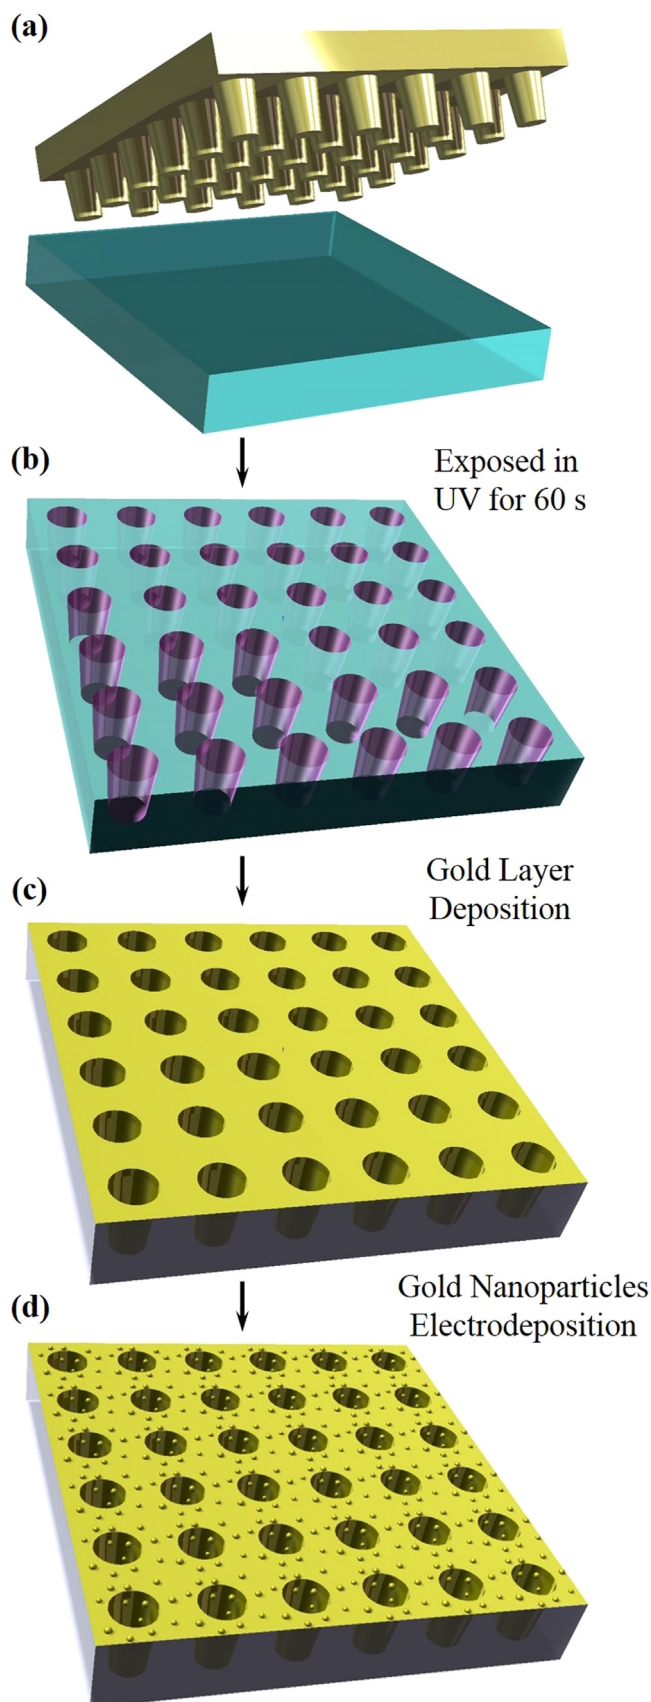 (a)
(b)
Exposed in
UV for 60 s
(c)
Gold Layer
Deposition
(d)
Gold Nanoparticles
Electrodeposition